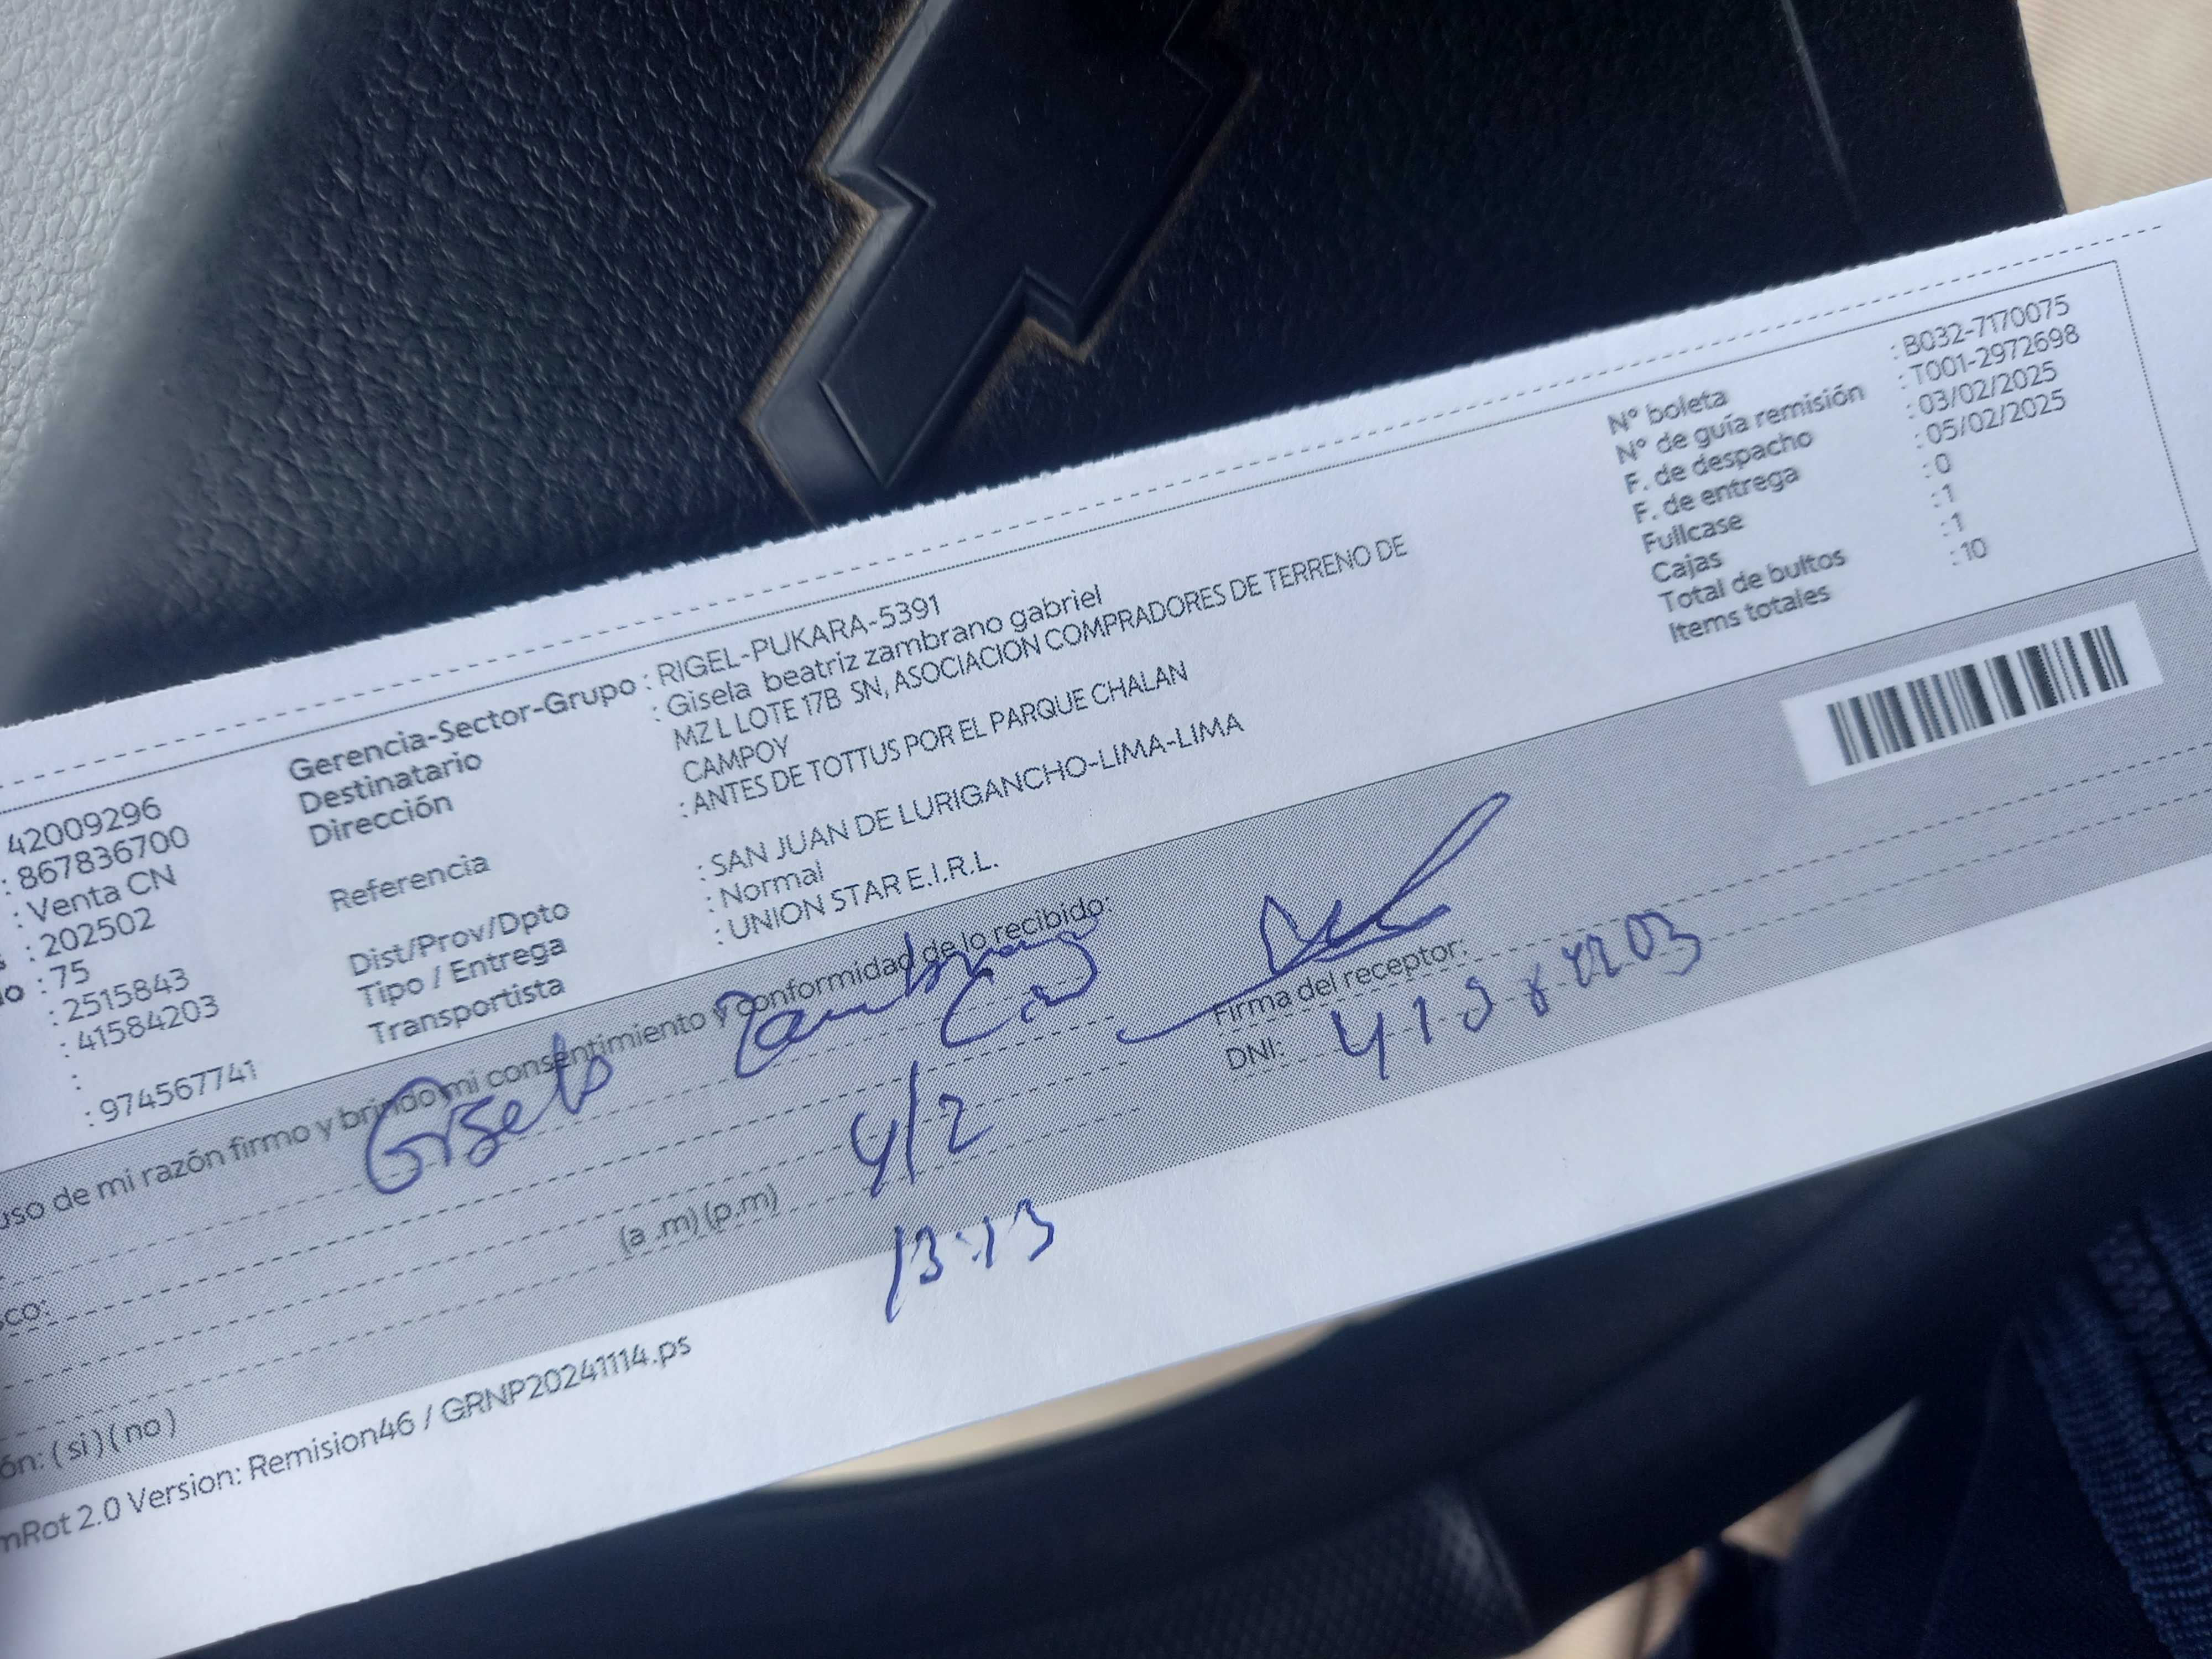 42009296
: 867836700
: Venta CN
: 202502
: 75
: 2515843
: 41584203
:
: 974567741
Gerencia-Sector-Grupo : RIGEL-PUKARA-5391
Destinatario : Gisela beatriz zambrano gabriel
Dirección MZ L LOTE 17B SN, ASOCIACION COMPRADORES DE TERRENO DE
CAMPOY
Referencia : ANTES DE TOTTUS POR EL PARQUE CHALAN
Dist/Prov/Dpto : SAN JUAN DE LURIGANCHO-LIMA-LIMA
Tipo / Entrega : Normal
Transportista : UNION STAR E.I.R.L.
N° boleta : B032-7170075
N° de guía remisión : T001-2972698
F. de despacho : 03/02/2025
F. de entrega : 05/02/2025
Fullcase : 0
Cajas : 1
Total de bultos : 1
Items totales : 10
uso de mi razón firmo y brindo mi consentimiento y conformidad de lo recibido:
Gisela Zambrano
Firma del receptor:
DNI:
co:
4/2
(a .m) (p.m)
13:13
ón: ( si ) ( no )
mRot 2.0 Version: Remision46 / GRNP20241114.ps